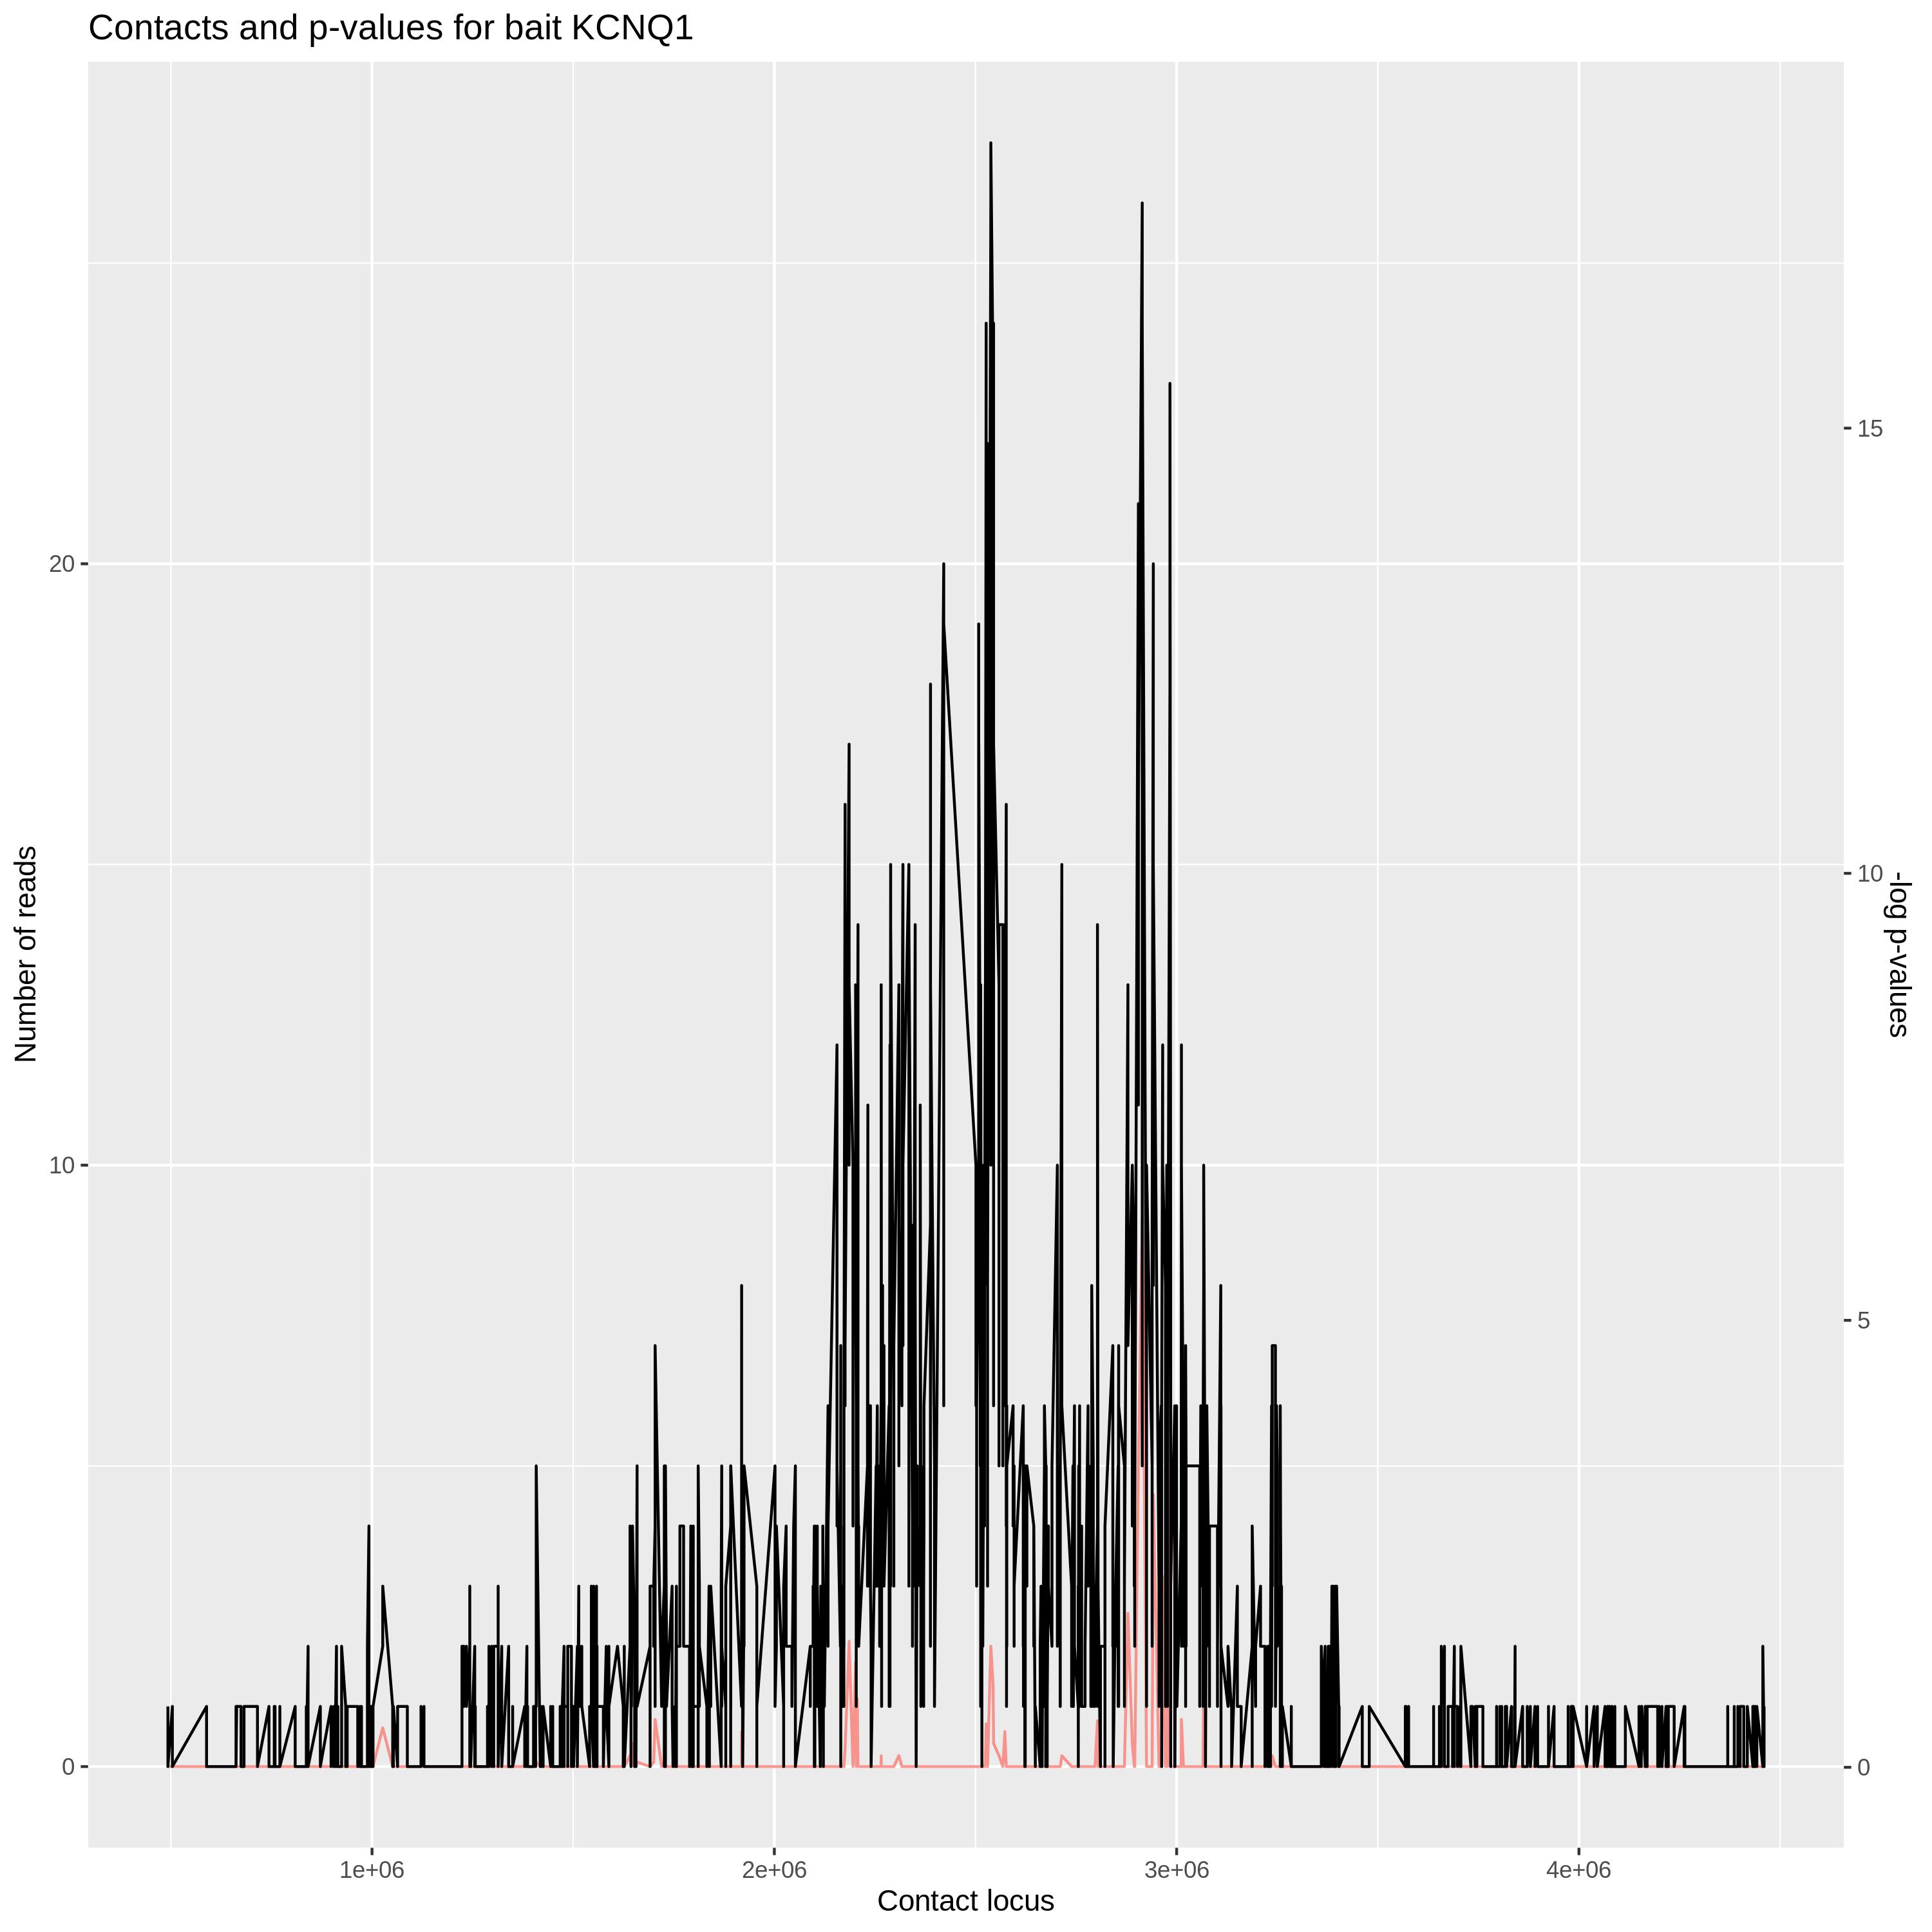 Contacts and p-values for bait KCNQ1
Number of reads
20
10
0
15
10
5
0
-log p-values
1e+06
2e+06
3e+06
4e+06
Contact locus